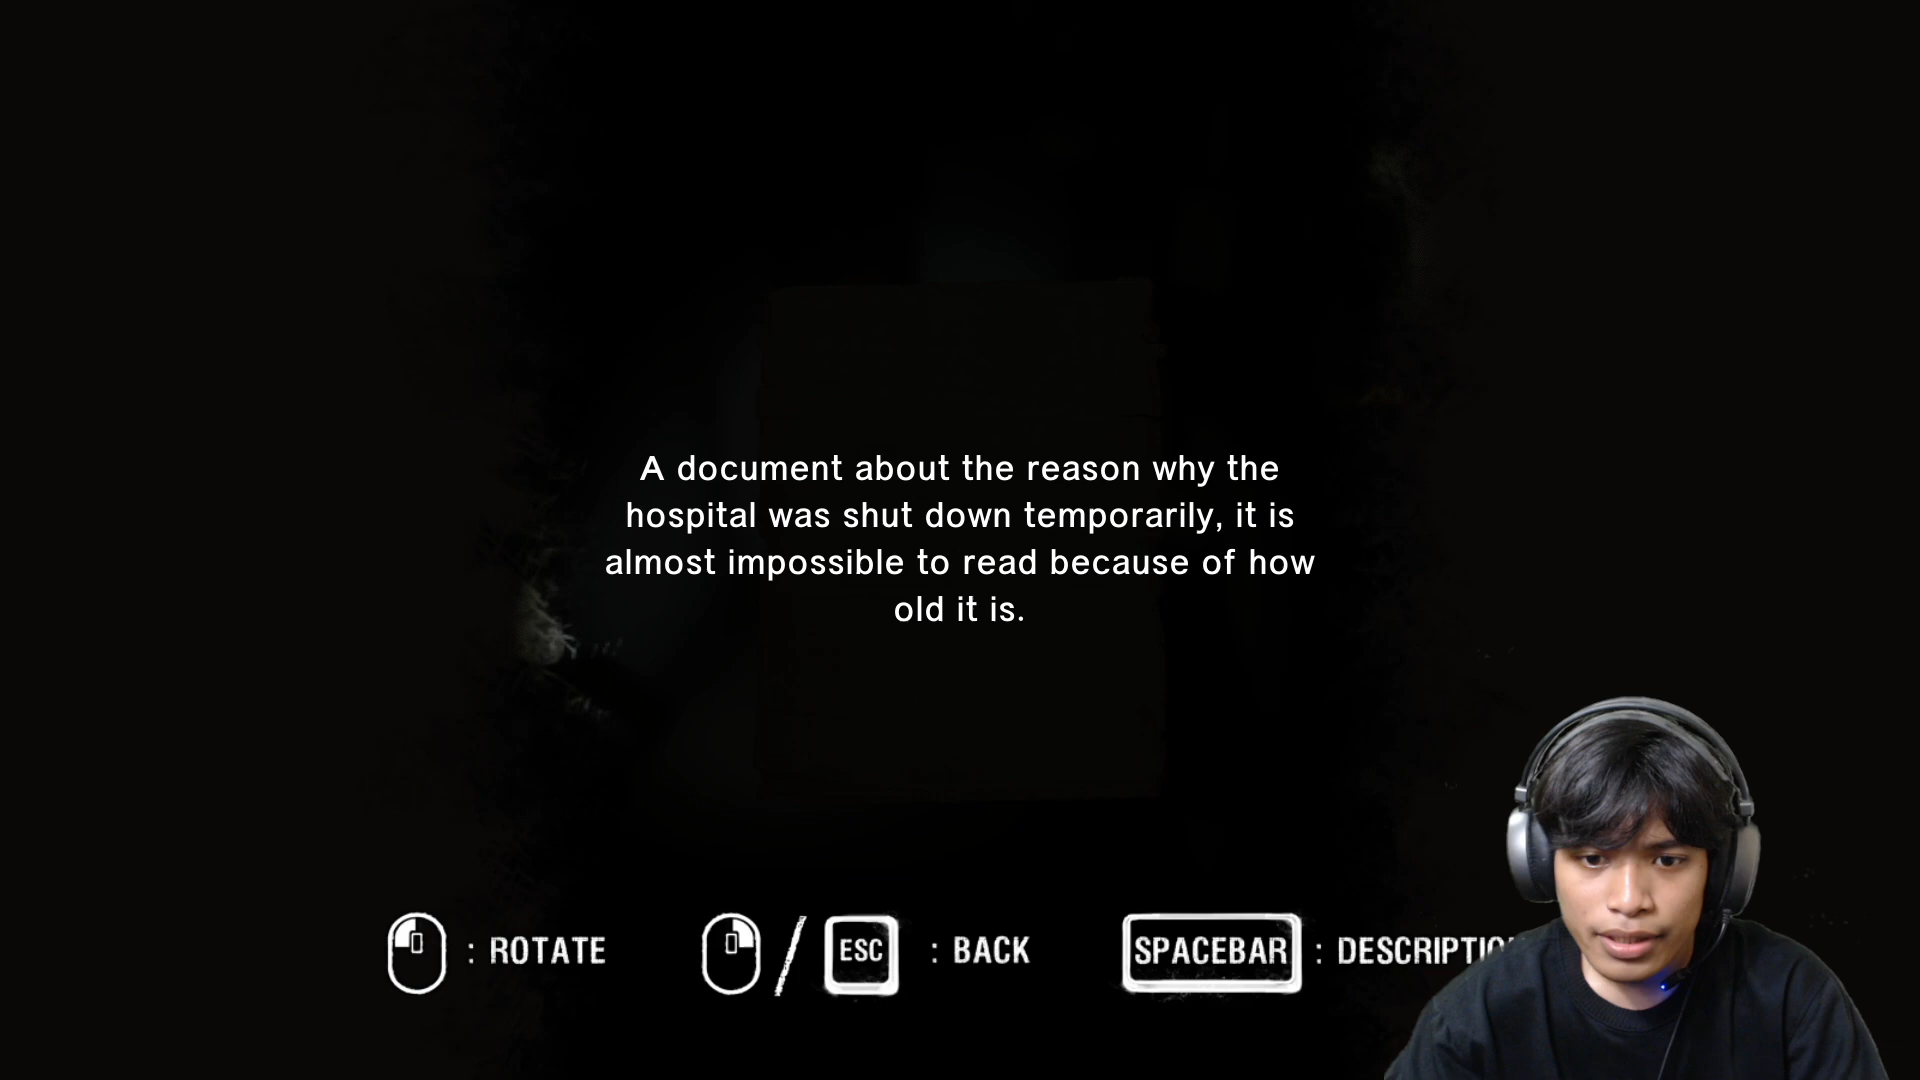 A document about the reason why the
hospital was shut down temporarily, it is
almost impossible to read because of how
old it is.
: ROTATE
ESC : BACK
SPACEBAR : DESCRIPTIO